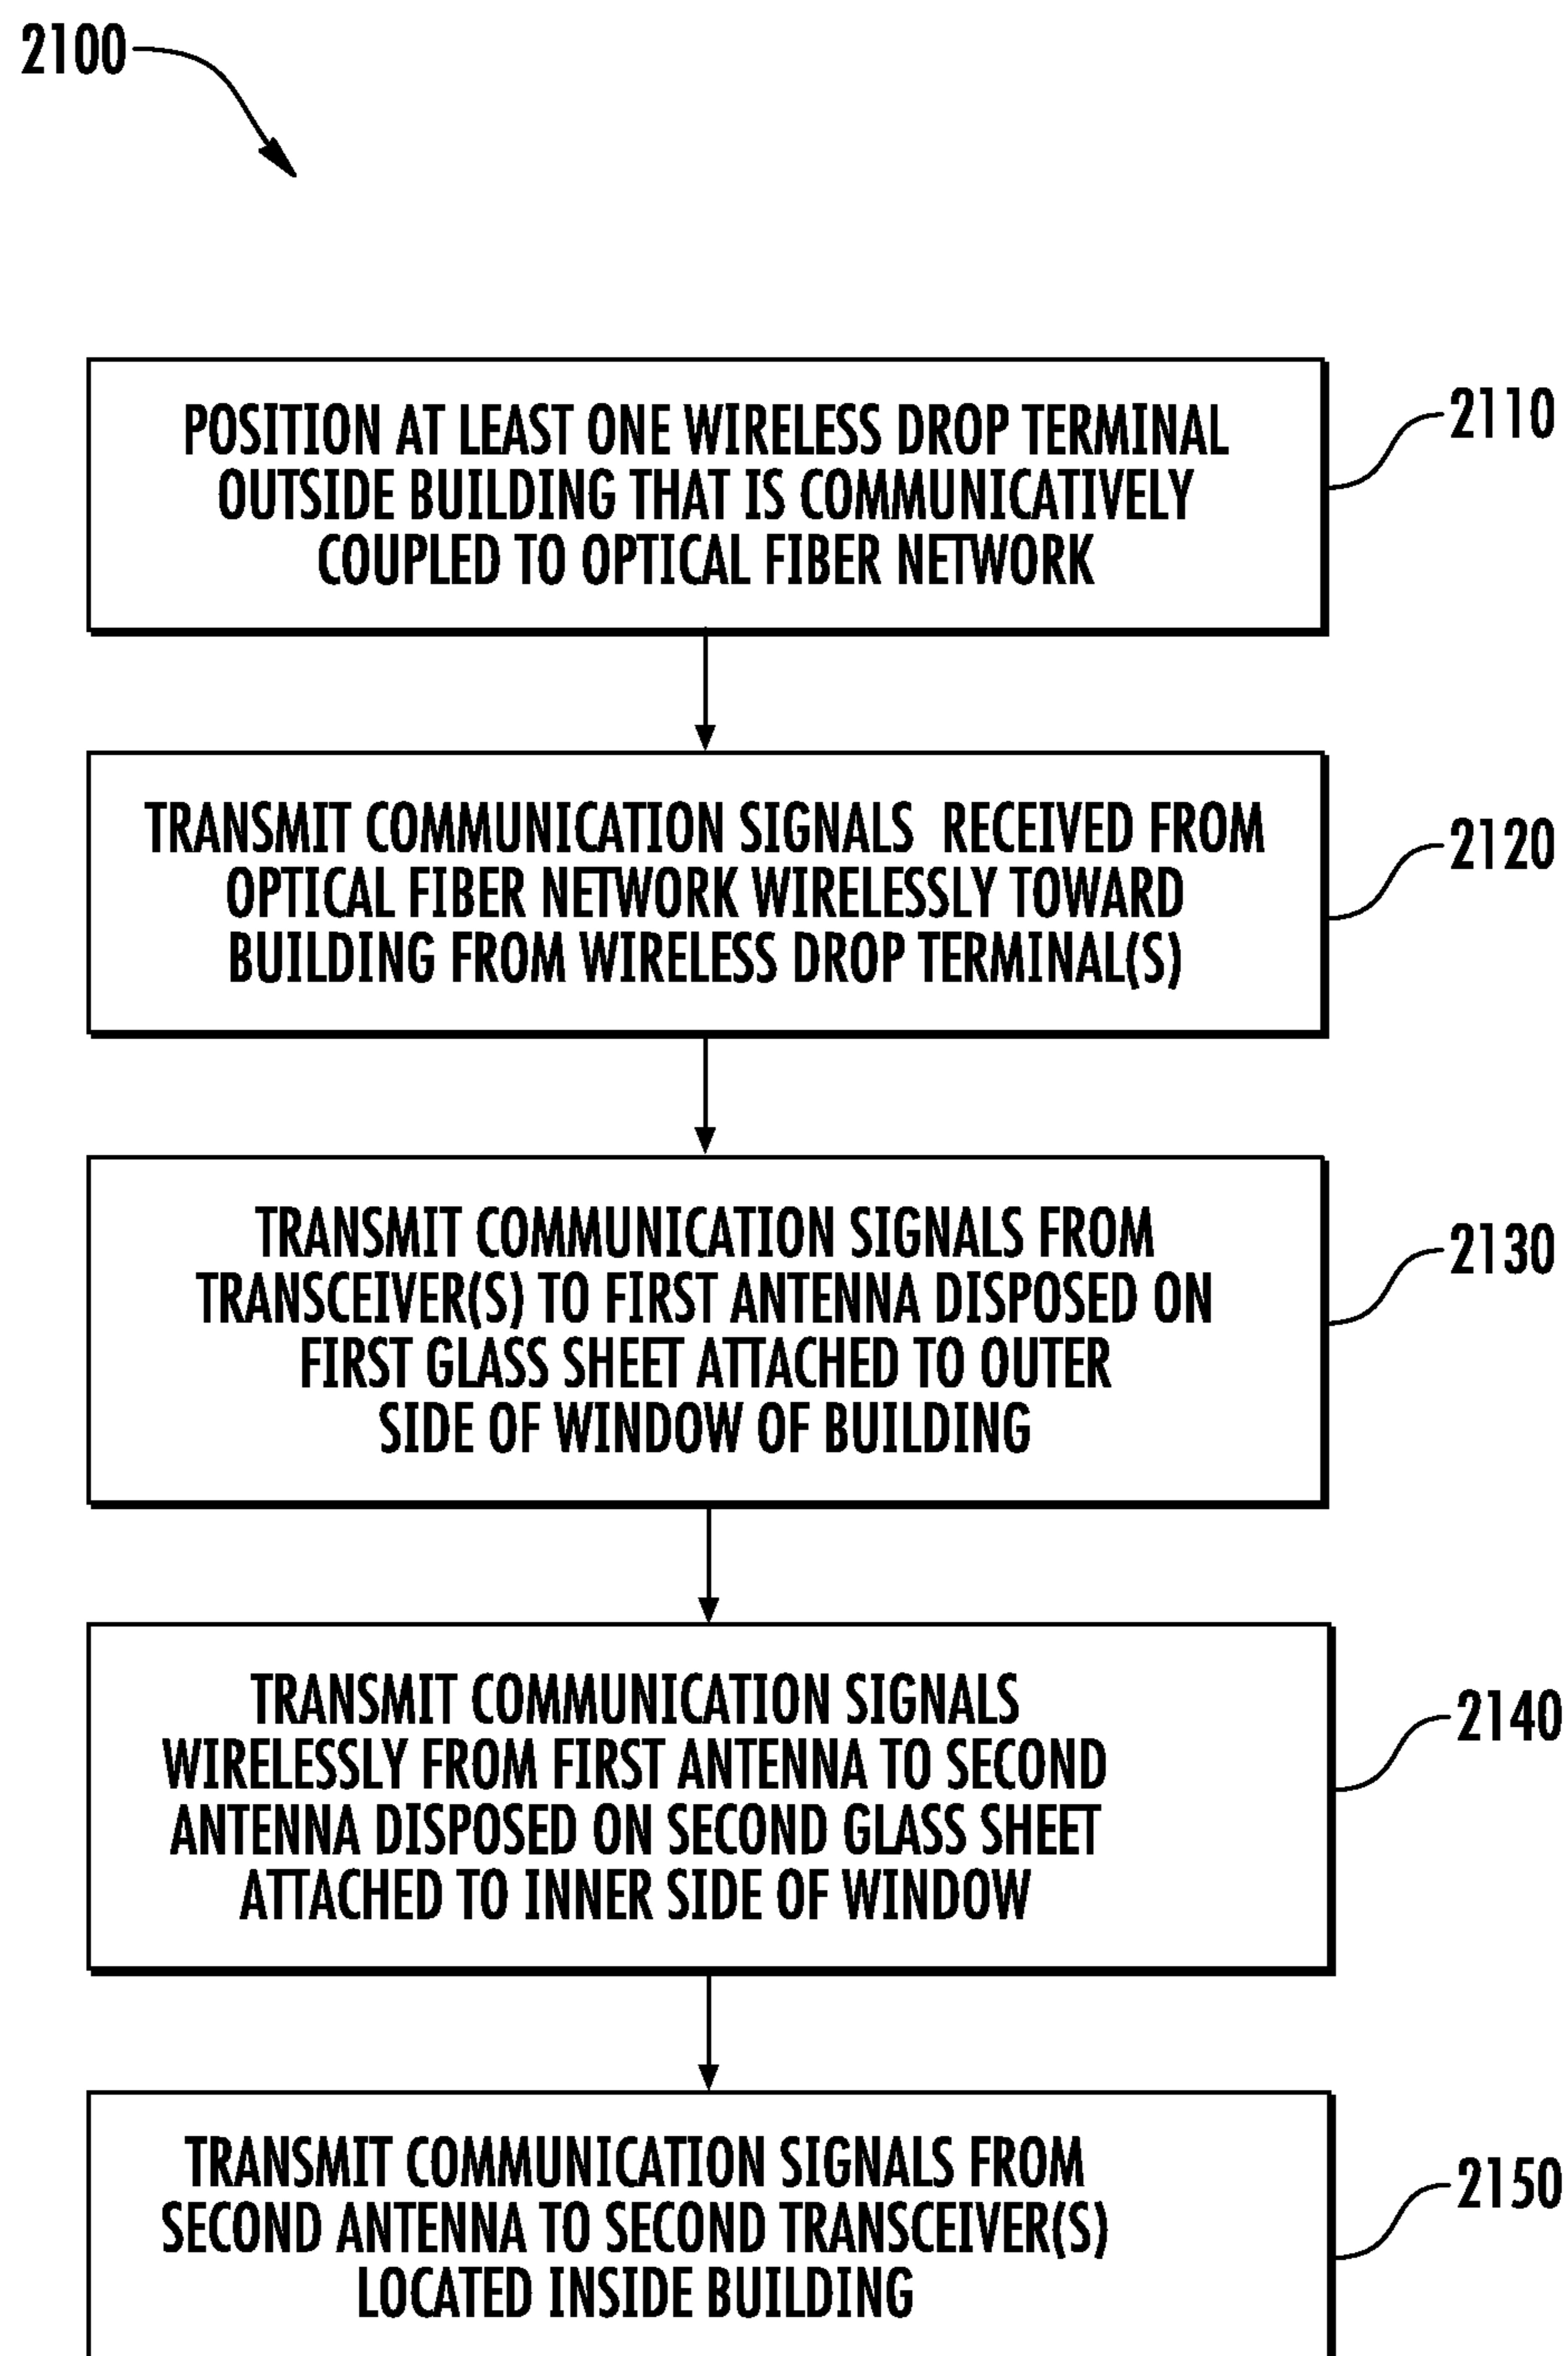 2100
POSITION AT LEAST ONE WIRELESS DROP TERMINAL
OUTSIDE BUILDING THAT IS COMMUNICATIVELY
COUPLED TO OPTICAL FIBER NETWORK
2110
TRANSMIT COMMUNICATION SIGNALS RECEIVED FROM
OPTICAL FIBER NETWORK WIRELESSLY TOWARD
BUILDING FROM WIRELESS DROP TERMINAL(S)
2120
TRANSMIT COMMUNICATION SIGNALS FROM
TRANSCEIVER(S) TO FIRST ANTENNA DISPOSED ON
FIRST GLASS SHEET ATTACHED TO OUTER
SIDE OF WINDOW OF BUILDING
2130
TRANSMIT COMMUNICATION SIGNALS
WIRELESSLY FROM FIRST ANTENNA TO SECOND
ANTENNA DISPOSED ON SECOND GLASS SHEET
ATTACHED TO INNER SIDE OF WINDOW
2140
TRANSMIT COMMUNICATION SIGNALS FROM
SECOND ANTENNA TO SECOND TRANSCEIVER(S)
LOCATED INSIDE BUILDING
2150